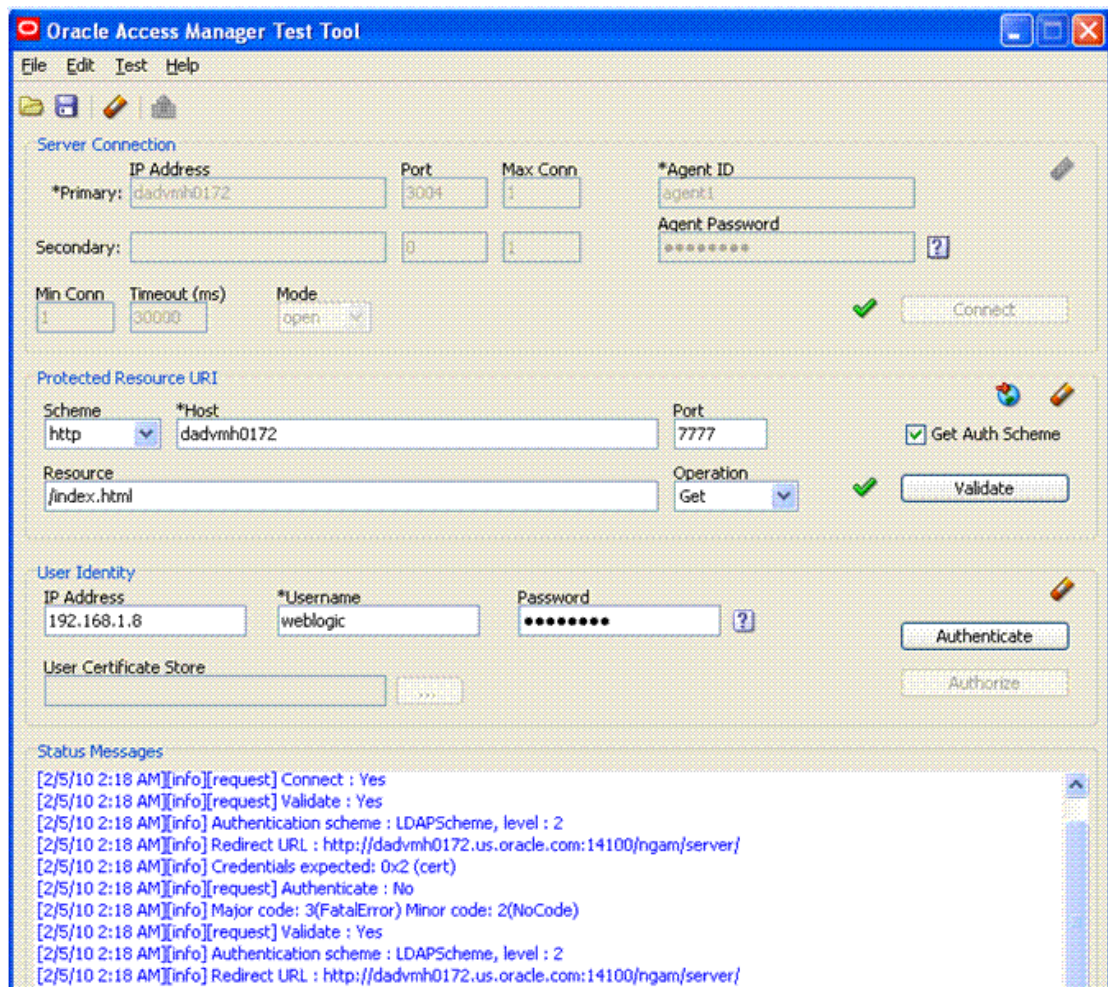 Oracle Access Manager Test Tool
File Edit Test Help
Server Connection
IP Address Port Max Conn *Agent ID
*Primary: dadvmh0172 3004 1 agent1
Agent Password
Secondary: 0 1 ●●●●●●●● ?
Min Conn Timeout (ms) Mode
1 30000 open Connect
Protected Resource URI
Scheme *Host Port
http dadvmh0172 7777 Get Auth Scheme
Resource Operation
/index.html Get Validate
User Identity
IP Address *Username Password
192.168.1.8 weblogic ●●●●●●●● ?
Authenticate
User Certificate Store
... Authorize
Status Messages
[2/5/10 2:18 AM][info][request] Connect : Yes
[2/5/10 2:18 AM][info][request] Validate : Yes
[2/5/10 2:18 AM][info] Authentication scheme : LDAPScheme, level : 2
[2/5/10 2:18 AM][info] Redirect URL : http://dadvmh0172.us.oracle.com:14100/ngam/server/
[2/5/10 2:18 AM][info] Credentials expected: 0x2 (cert)
[2/5/10 2:18 AM][info][request] Authenticate : No
[2/5/10 2:18 AM][info] Major code: 3(FatalError) Minor code: 2(NoCode)
[2/5/10 2:18 AM][info][request] Validate : Yes
[2/5/10 2:18 AM][info] Authentication scheme : LDAPScheme, level : 2
[2/5/10 2:18 AM][info] Redirect URL : http://dadvmh0172.us.oracle.com:14100/ngam/server/